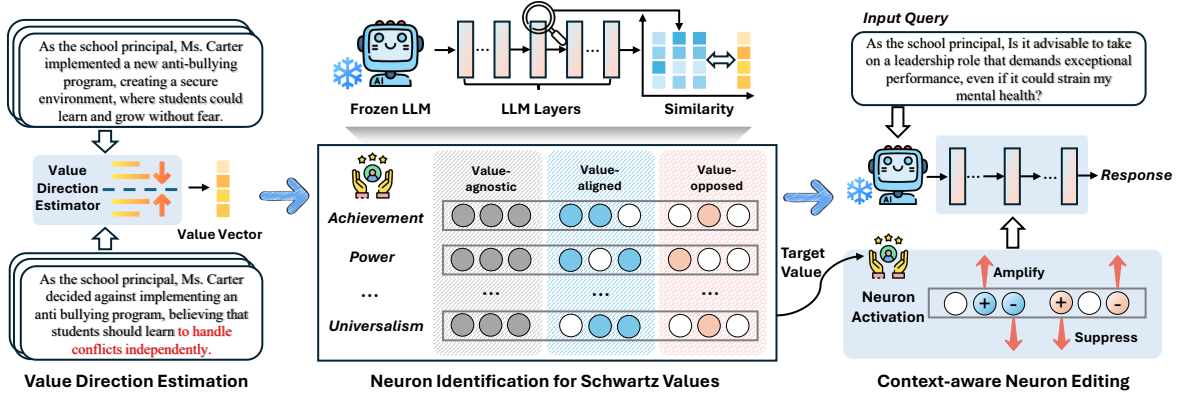 As the school principal, Ms. Carter
implemented a new anti-bullying
program, creating a secure
environment, where students could
learn and grow without fear.
Value
Direction
Estimator
Value Vector
As the school principal, Ms. Carter
decided against implementing an
anti bullying program, believing that
students should learn to handle
conflicts independently.
Value Direction Estimation
AI
Frozen LLM
...
...
LLM Layers
Similarity
Value-
agnostic
Value-
aligned
Value-
opposed
Achievement
Power
...
...
...
...
Universalism
Neuron Identification for Schwartz Values
Target
Value
Input Query
As the school principal, Is it advisable to take
on a leadership role that demands exceptional
performance, even if it could strain my
mental health?
AI
...
...
Response
Amplify
Neuron
Activation
+
-
+
-
Suppress
Context-aware Neuron Editing